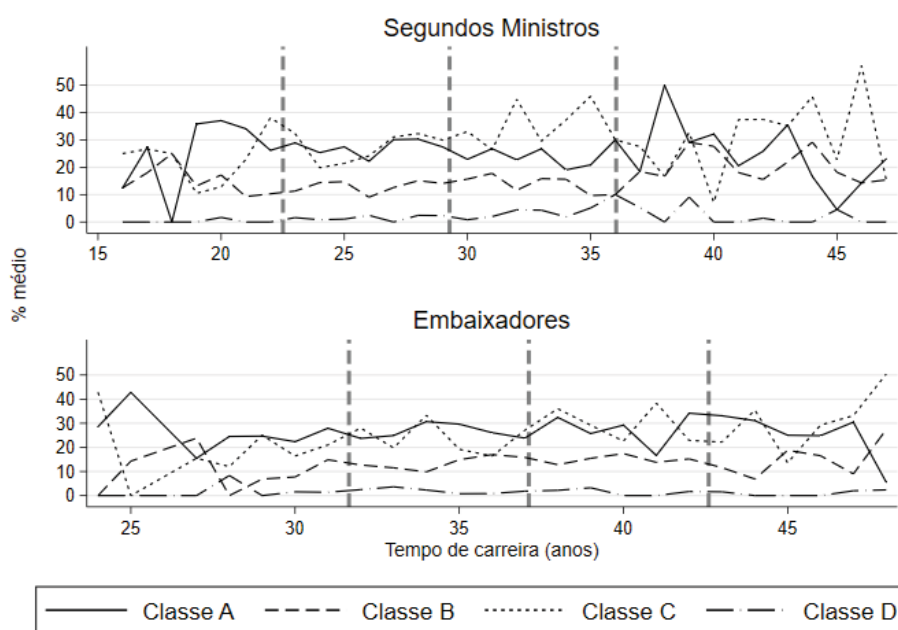 Segundos Ministros
50
40
30
20
10
0
15 20 25 30 35 40 45
% médio
Embaixadores
50
40
30
20
10
0
25 30 35 40 45
Tempo de carreira (anos)
Classe A Classe B Classe C Classe D